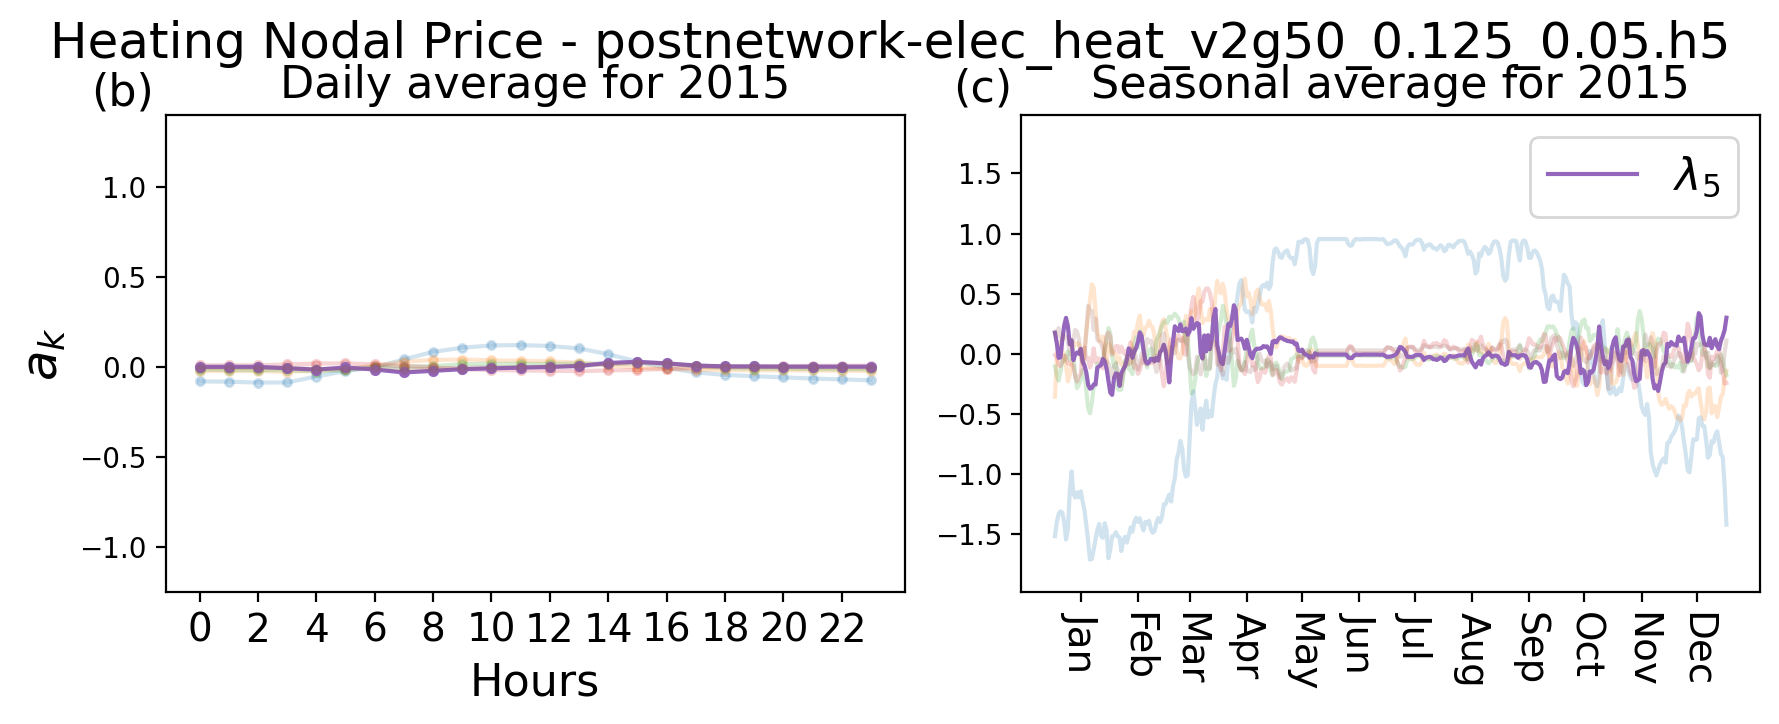 Heating Nodal Price - postnetwork-elec_heat_v2g50_0.125_0.05.h5
(b)
Daily average for 2015
1.0
0.5
0.0
−0.5
−1.0
a_k
0 2 4 6 8 10 12 14 16 18 20 22
Hours
(c)
Seasonal average for 2015
λ_5
1.5
1.0
0.5
0.0
−0.5
−1.0
−1.5
Jan
Feb
Mar
Apr
May
Jun
Jul
Aug
Sep
Oct
Nov
Dec